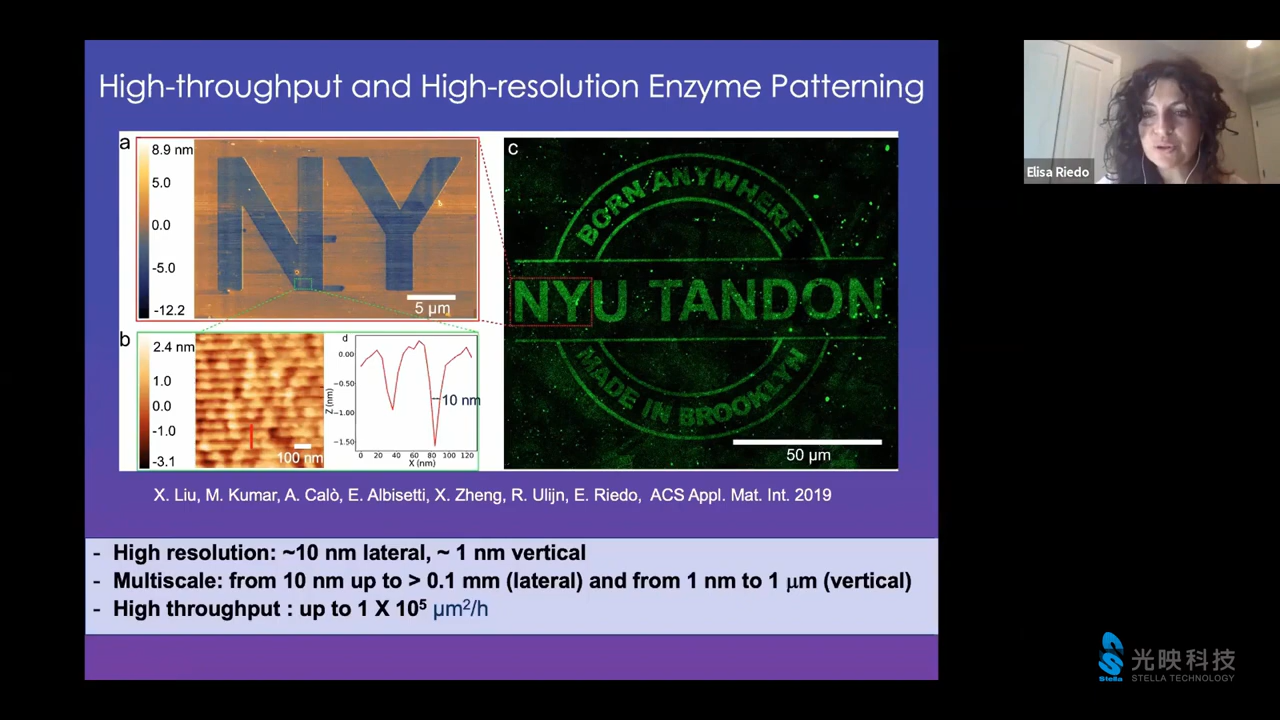 High-throughput and High-resolution Enzyme Patterning
Elisa Riedo
a
8.9 nm
5.0
0.0
-5.0
-12.2
NY
5 µm
b
2.4 nm
1.0
0.0
-1.0
-3.1
100 nm
d
0.00
−0.50
−1.00
−1.50
Z (nm)
10 nm
0 20 40 60 80 100 120
X (nm)
c
BORN ANYWHERE
NYU TANDON
MADE IN BROOKLYN
50 µm
X. Liu, M. Kumar, A. Calò, E. Albisetti, X. Zheng, R. Ulijn, E. Riedo, ACS Appl. Mat. Int. 2019
- High resolution: ~10 nm lateral, ~ 1 nm vertical
- Multiscale: from 10 nm up to > 0.1 mm (lateral) and from 1 nm to 1 μm (vertical)
- High throughput : up to 1 X 10⁵ µm²/h
Stella
光映科技
STELLA TECHNOLOGY